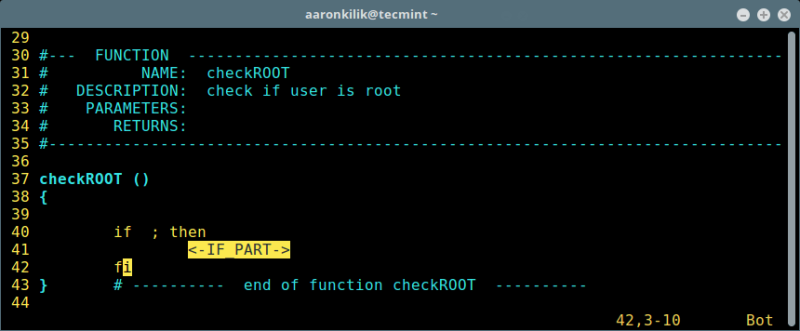 aaronkilik@tecmint ~
29
30 #--- FUNCTION ----------------------------------------------------------------
31 #          NAME:  checkROOT
32 #   DESCRIPTION:  check if user is root
33 #    PARAMETERS:
34 #       RETURNS:
35 #-------------------------------------------------------------------------------
36
37 checkROOT ()
38 {
39
40         if  ; then
41                 <-IF_PART->
42         fi
43 }       # ----------  end of function checkROOT  ----------
44
42,3-10       Bot